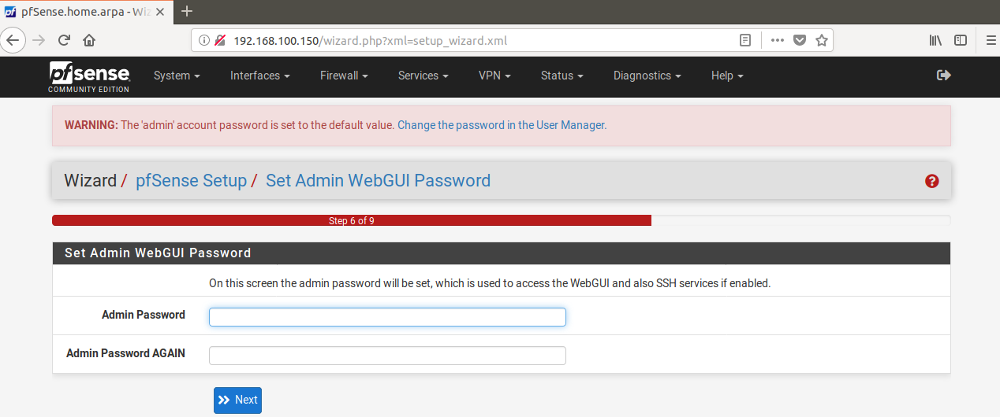 pfSense.home.arpa - Wiz
192.168.100.150/wizard.php?xml=setup_wizard.xml
pfsense
COMMUNITY EDITION
System Interfaces Firewall Services VPN Status Diagnostics Help
WARNING: The 'admin' account password is set to the default value. Change the password in the User Manager.
Wizard / pfSense Setup / Set Admin WebGUI Password
Step 6 of 9
Set Admin WebGUI Password
On this screen the admin password will be set, which is used to access the WebGUI and also SSH services if enabled.
Admin Password
Admin Password AGAIN
Next